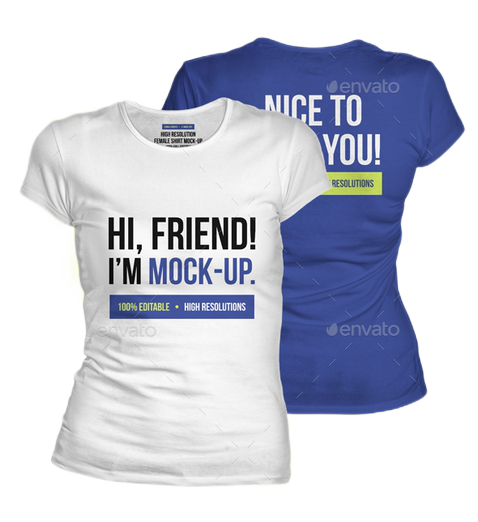 HIGH RESOLUTION
FEMALE SHIRT MOCK-UP
HI, FRIEND!
I'M MOCK-UP.
100% EDITABLE • HIGH RESOLUTIONS
NICE TO
YOU!
RESOLUTIONS
envato
envato
envato